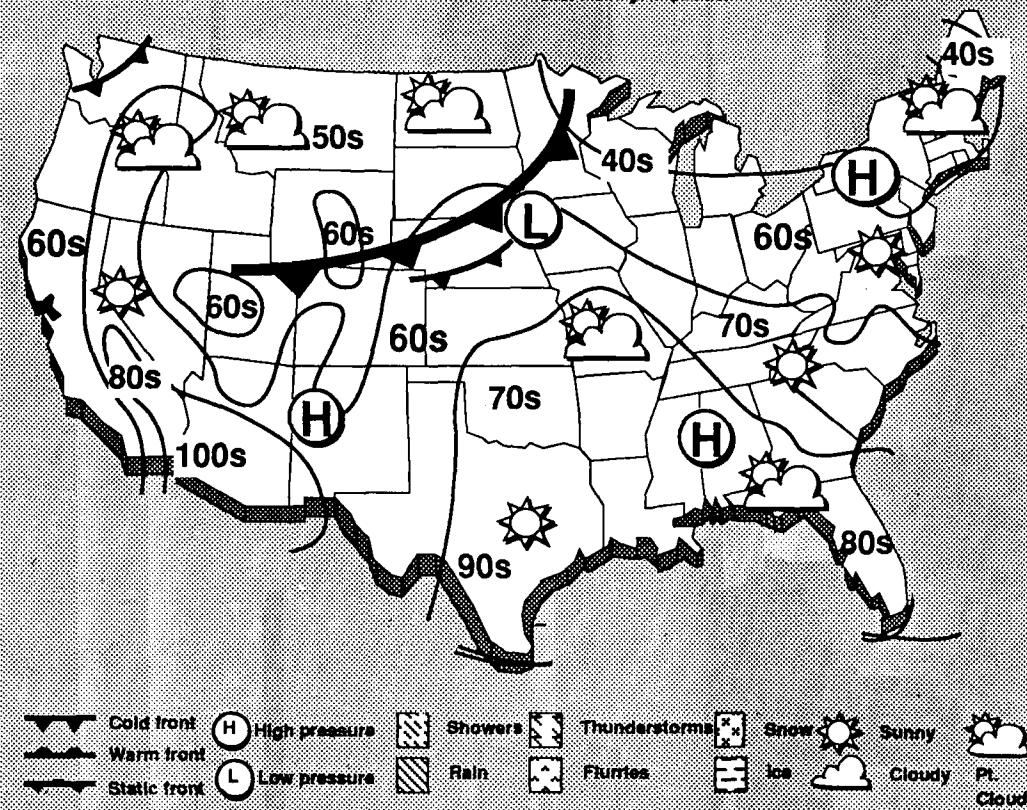 40s
50s
40s
H
60s
L
60s
60s
60s
60s
70s
80s
70s
H
H
100s
80s
90s
Cold front
H High pressure
Showers
Thunderstorms
Snow
Sunny
Warm front
Static front
L Low pressure
Rain
Flurries
Ice
Cloudy
Pt.